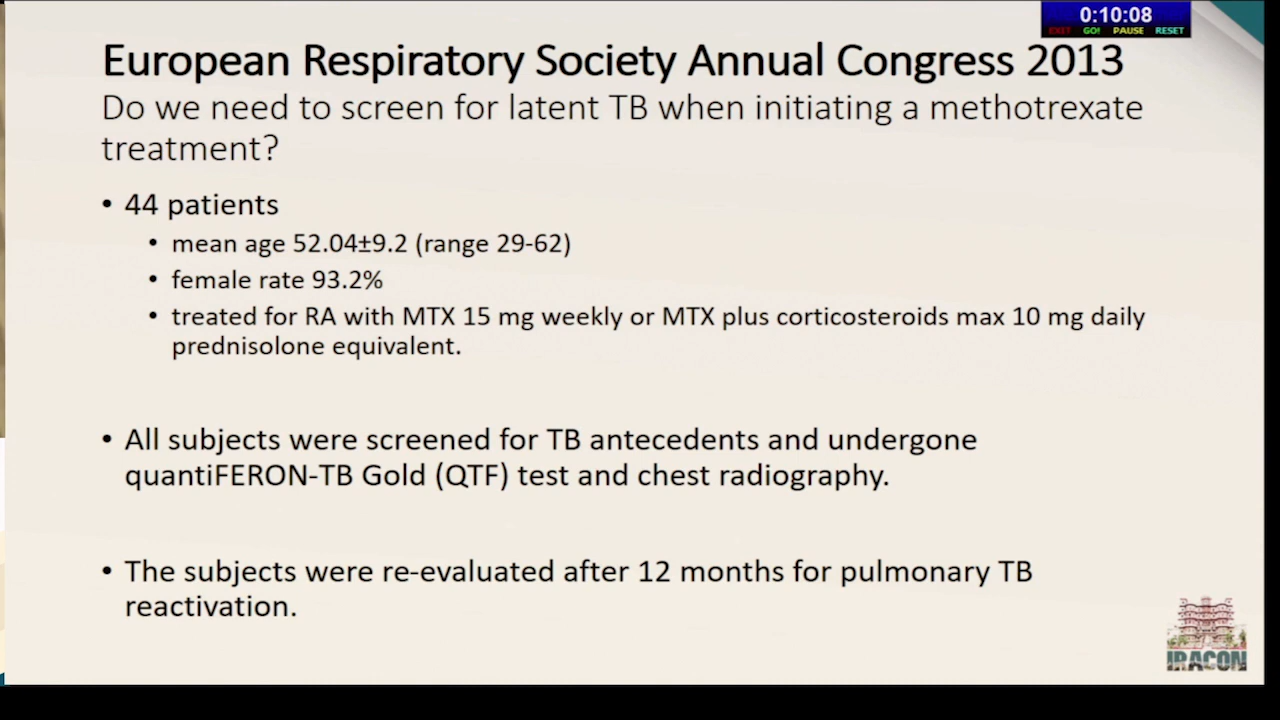 0:10:08
EXIT GO! PAUSE RESET
European Respiratory Society Annual Congress 2013
Do we need to screen for latent TB when initiating a methotrexate
treatment?
• 44 patients
• mean age 52.04±9.2 (range 29-62)
• female rate 93.2%
• treated for RA with MTX 15 mg weekly or MTX plus corticosteroids max 10 mg daily
prednisolone equivalent.
• All subjects were screened for TB antecedents and undergone
quantiFERON-TB Gold (QTF) test and chest radiography.
• The subjects were re-evaluated after 12 months for pulmonary TB
reactivation.
IRACON